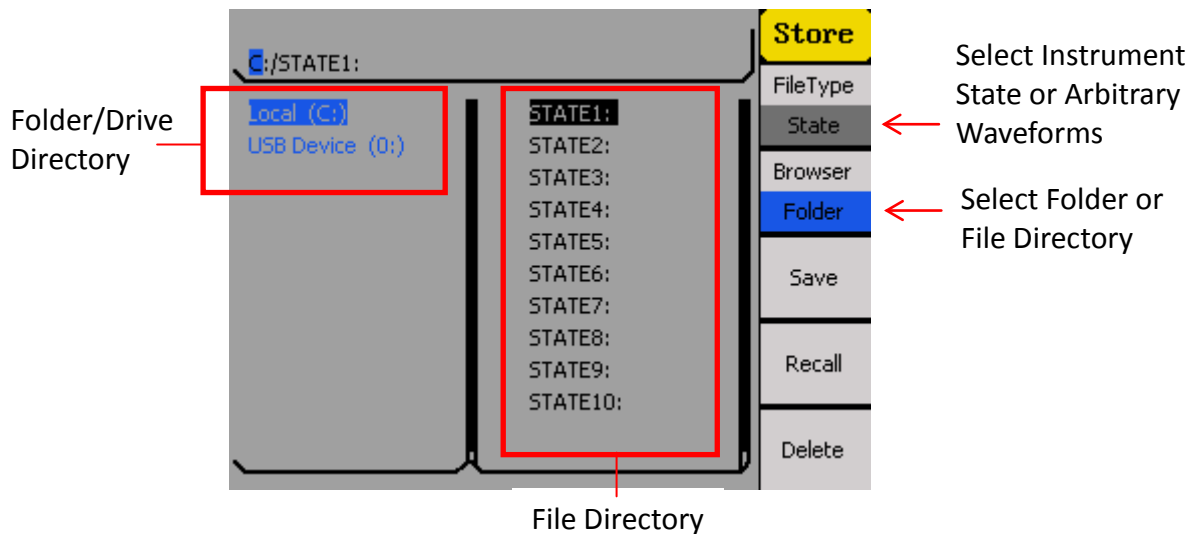 C:/STATE1:
Store
Folder/Drive
Directory
Local (C:)
USB Device (0:)
STATE1:
STATE2:
STATE3:
STATE4:
STATE5:
STATE6:
STATE7:
STATE8:
STATE9:
STATE10:
File Directory
FileType
State
Browser
Folder
Save
Recall
Delete
Select Instrument
State or Arbitrary
Waveforms
Select Folder or
File Directory